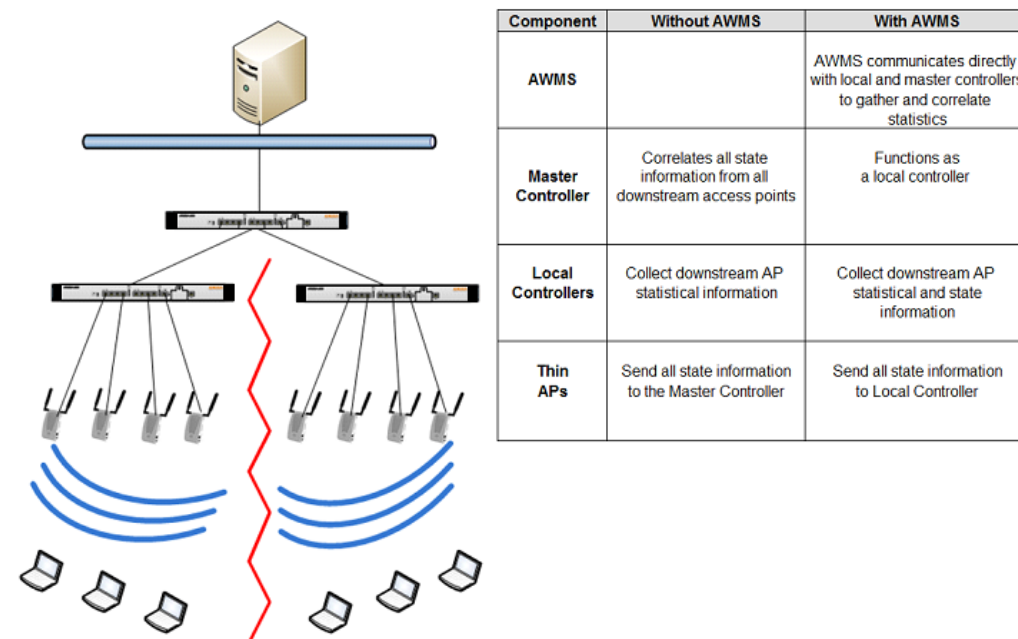 Component Without AWMS With AWMS
AWMS
AWMS communicates directly
with local and master controllers
to gather and correlate
statistics
Master
Controller
Correlates all state
information from all
downstream access points
Functions as
a local controller
Local
Controllers
Collect downstream AP
statistical information
Collect downstream AP
statistical and state
information
Thin
APs
Send all state information
to the Master Controller
Send all state information
to Local Controller